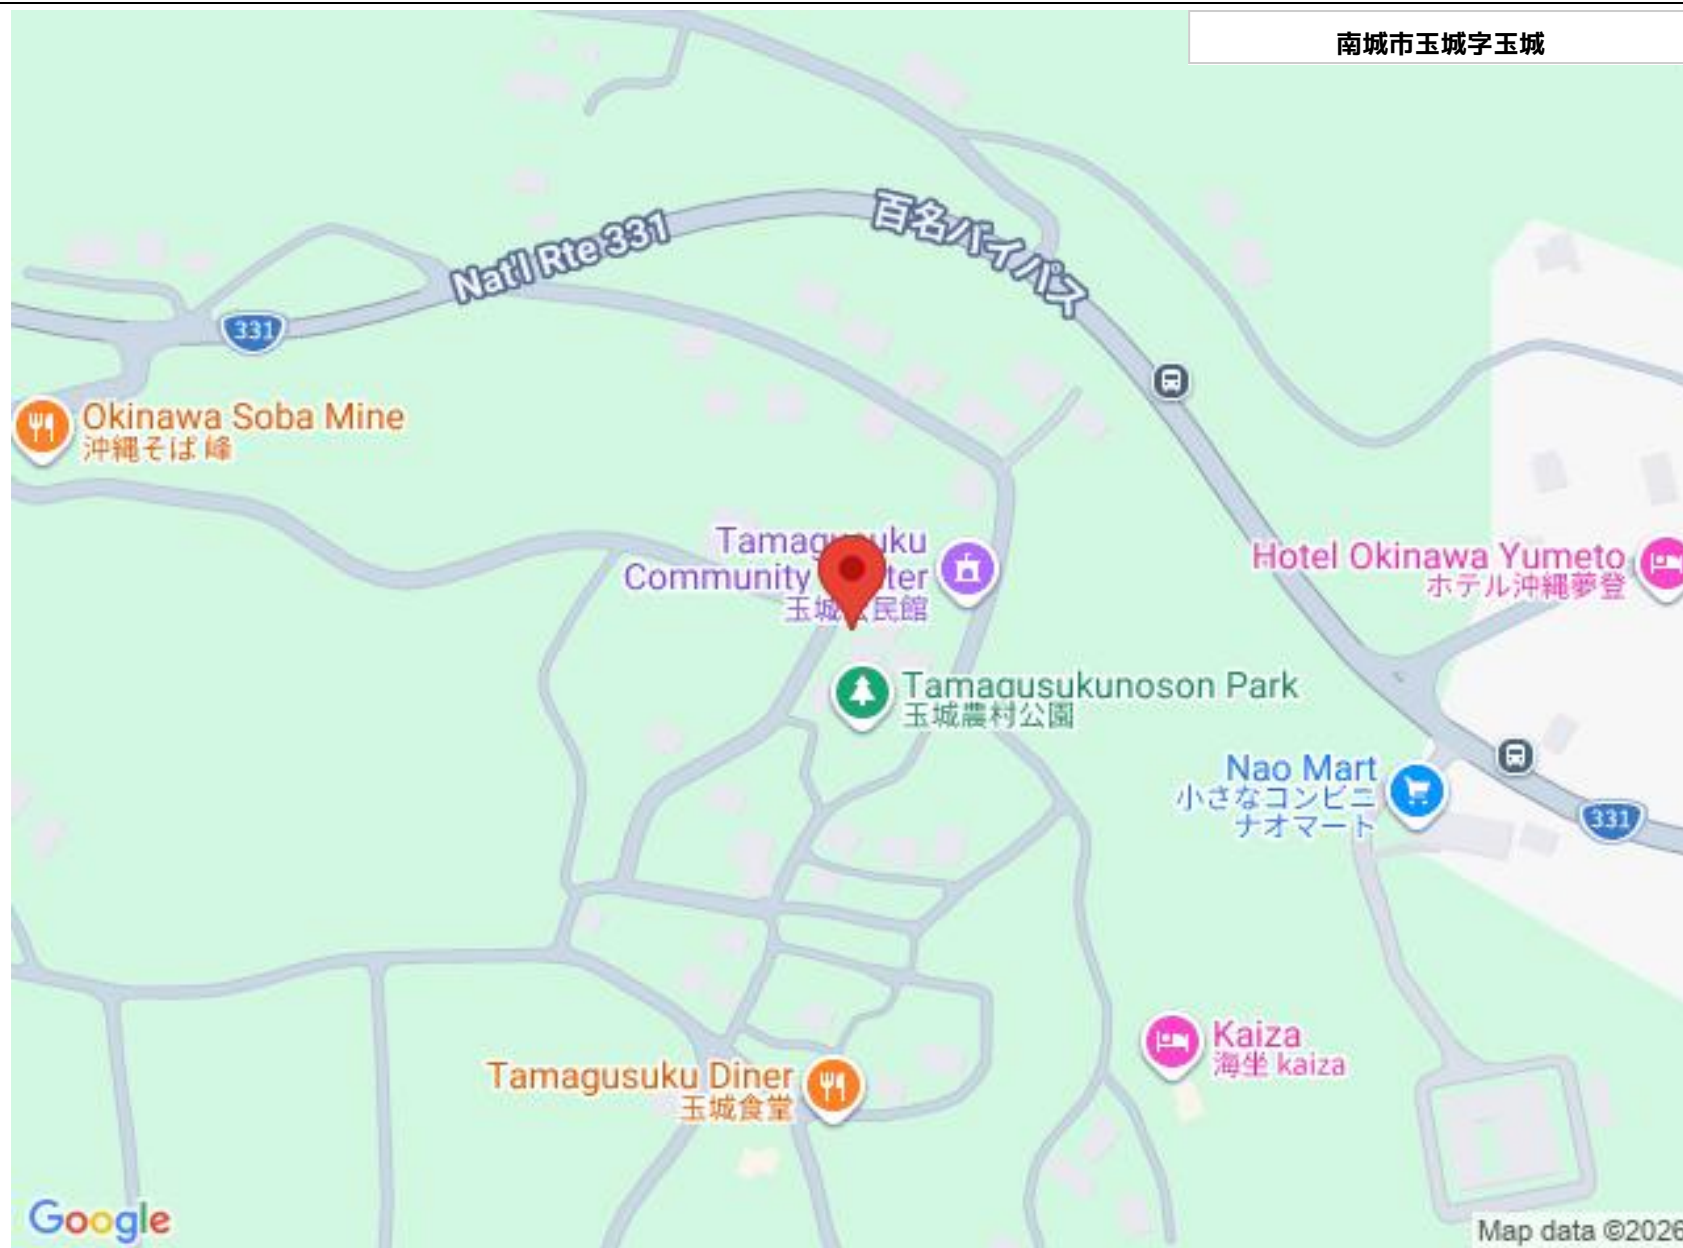 南城市玉城字玉城
百名バイパス
Nat'l Rte 331
331
Okinawa Soba Mine
沖縄そば 峰
Hotel Okinawa Yumeto
ホテル沖縄夢登
Tamagusukunoson Park
玉城農村公園
Nao Mart
小さなコンビニ
ナオマート
331
Kaiza
海坐 kaiza
Tamagusuku Diner
玉城食堂
Google
Map data ©2026